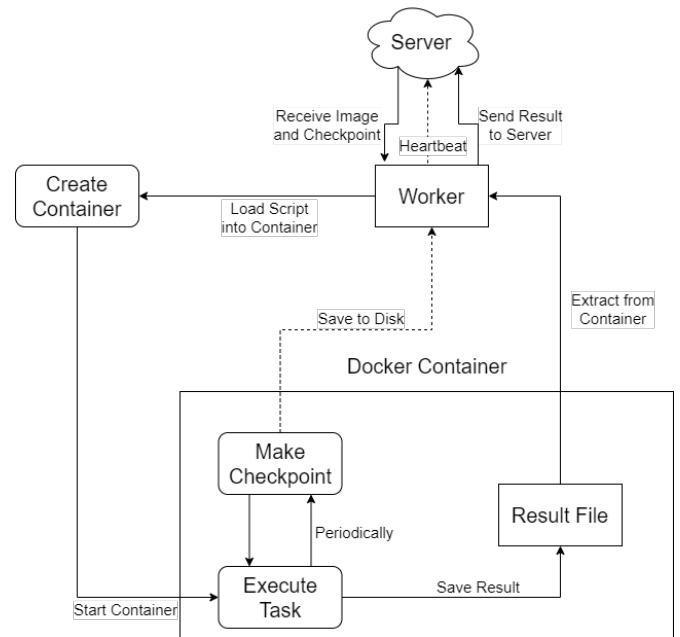 Server
Receive Image
and Checkpoint
Send Result
to Server
Heartbeat
Create
Container
Worker
Load Script
into Container
Extract from
Container
Save to Disk
Docker Container
Make
Checkpoint
Periodically
Result File
Execute
Task
Save Result
Start Container